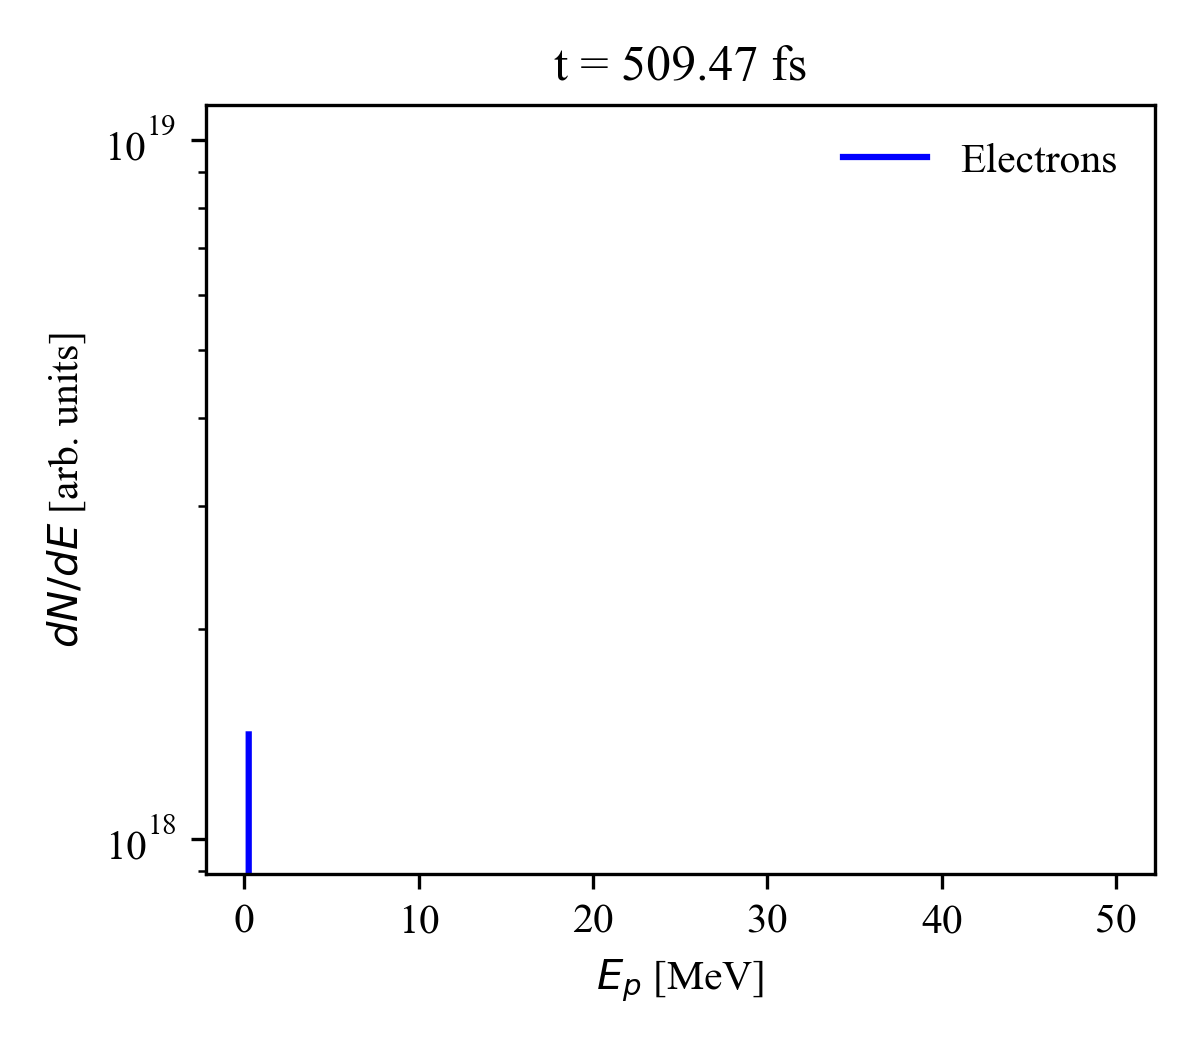 t = 509.47 fs
10^19
Electrons
dN/dE [arb. units]
10^18
0 10 20 30 40 50
E_p [MeV]